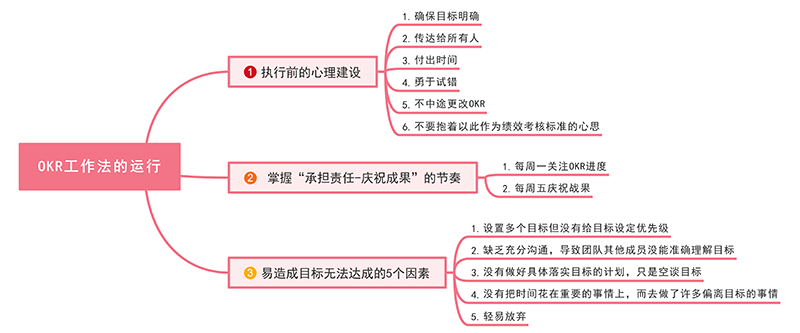 OKR工作法的运行
1 执行前的心理建设
1. 确保目标明确
2. 传达给所有人
3. 付出时间
4. 勇于试错
5. 不中途更改OKR
6. 不要抱着以此作为绩效考核标准的心思
2 掌握“承担责任-庆祝成果”的节奏
1. 每周一关注OKR进度
2. 每周五庆祝战果
3 易造成目标无法达成的5个因素
1. 设置多个目标但没有给目标设定优先级
2. 缺乏充分沟通，导致团队其他成员没能准确理解目标
3. 没有做好具体落实目标的计划，只是空谈目标
4. 没有把时间花在重要的事情上，而去做了许多偏离目标的事情
5. 轻易放弃